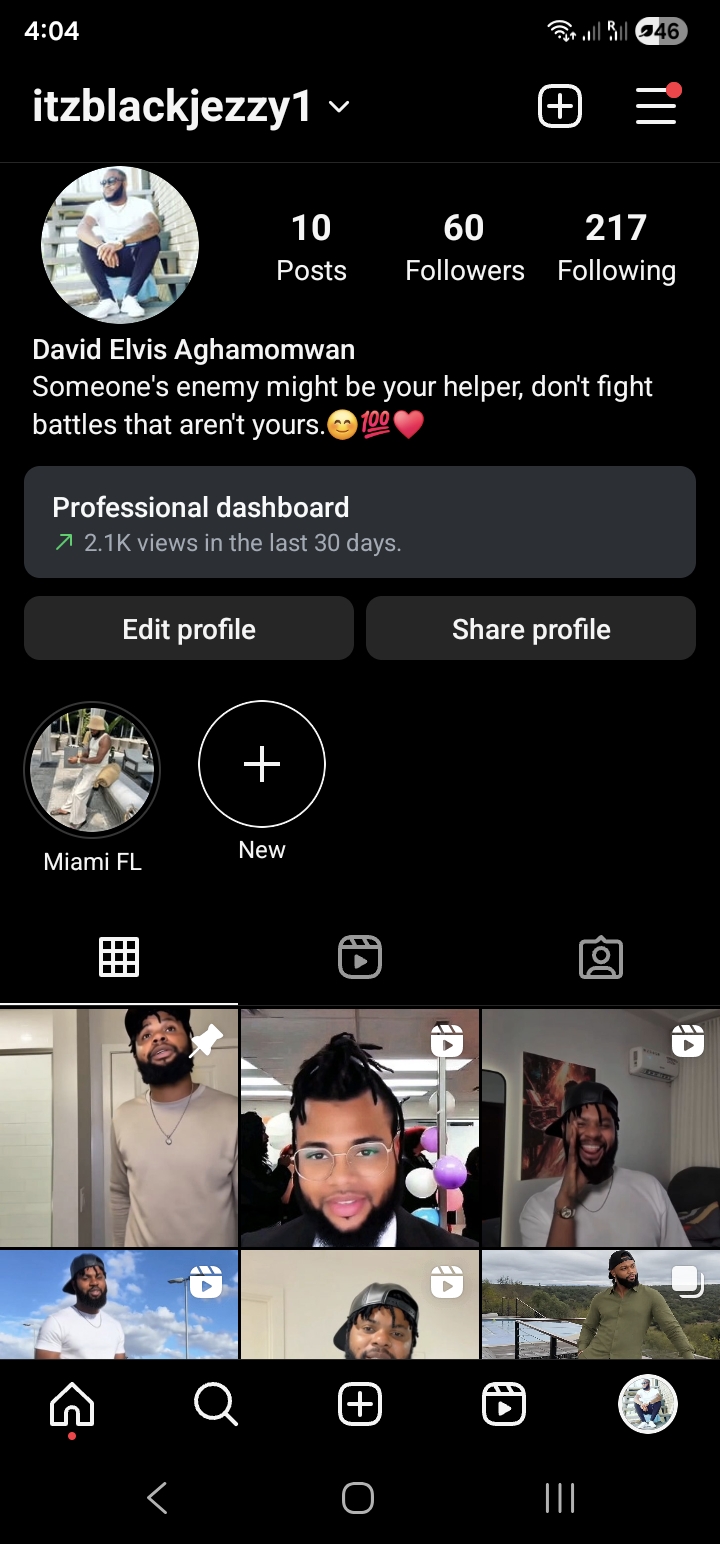 4:04
R
46
itzblackjezzy1
10 60 217
Posts Followers Following
David Elvis Aghamomwan
Someone's enemy might be your helper, don't fight
battles that aren't yours.😊💯♥️
Professional dashboard
2.1K views in the last 30 days.
Edit profile Share profile
Miami FL New